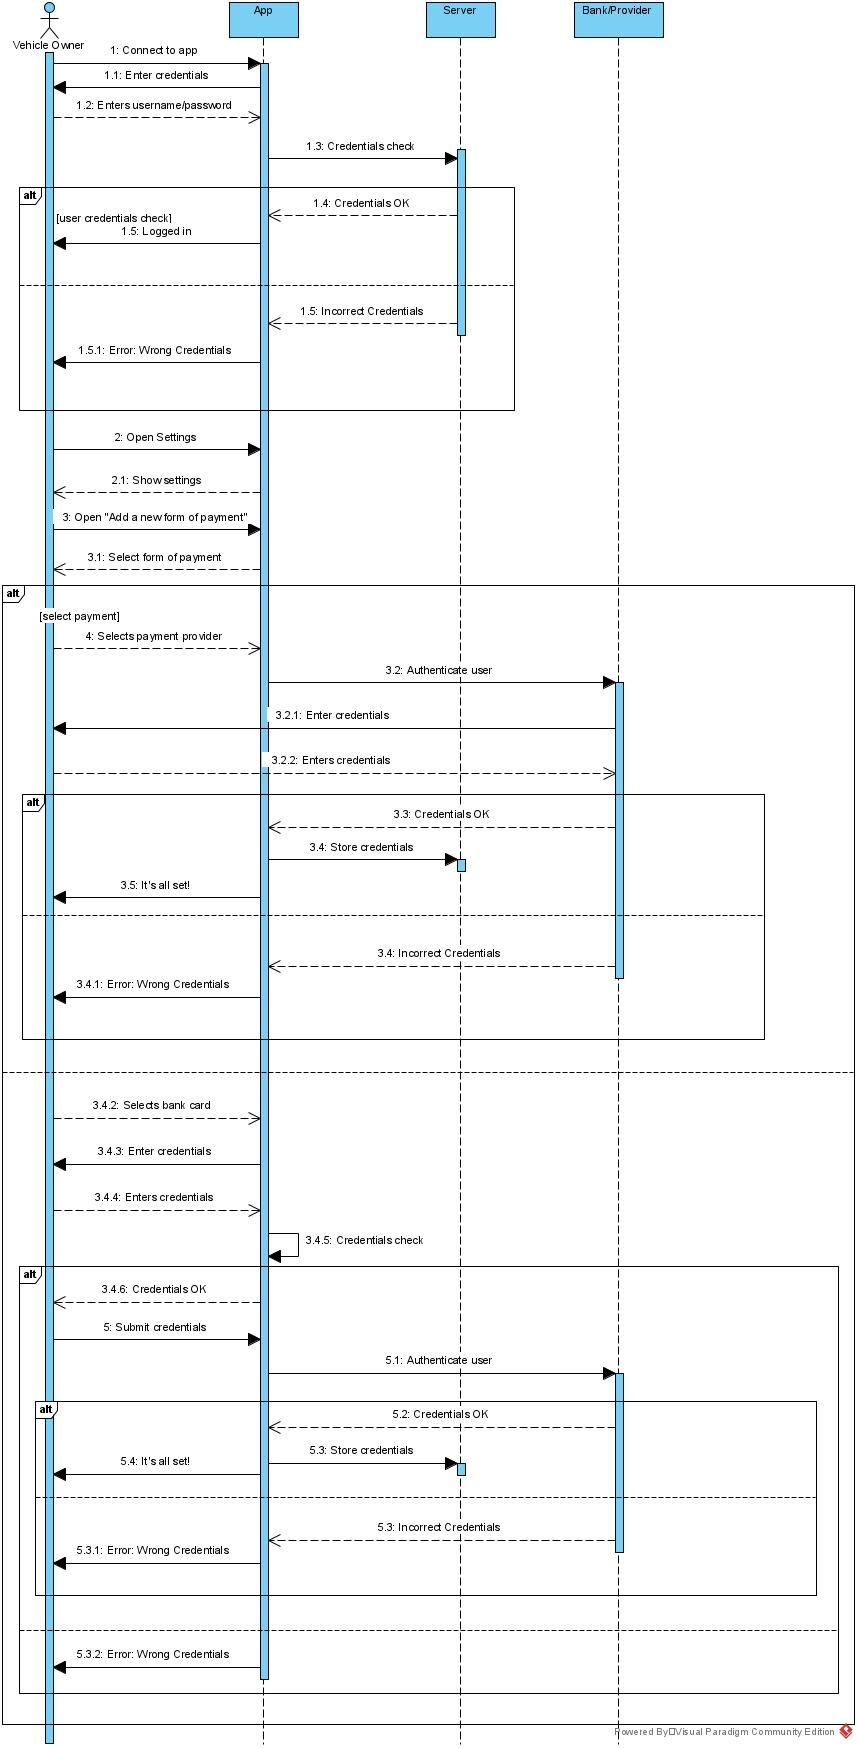 App
Server
Bank/Provider
Vehicle Owner
1: Connect to app
1.1: Enter credentials
1.2: Enters username/password
1.3: Credentials check
alt
1.4: Credentials OK
[user credentials check]
1.5: Logged in
1.5: Incorrect Credentials
1.5.1: Error: Wrong Credentials
2: Open Settings
2.1: Show settings
3: Open "Add a new form of payment"
3.1: Select form of payment
alt
[select payment]
4: Selects payment provider
3.2: Authenticate user
3.2.1: Enter credentials
3.2.2: Enters credentials
alt
3.3: Credentials OK
3.4: Store credentials
3.5: It's all set!
3.4: Incorrect Credentials
3.4.1: Error: Wrong Credentials
3.4.2: Selects bank card
3.4.3: Enter credentials
3.4.4: Enters credentials
3.4.5: Credentials check
alt
3.4.6: Credentials OK
5: Submit credentials
5.1: Authenticate user
alt
5.2: Credentials OK
5.3: Store credentials
5.4: It's all set!
5.3: Incorrect Credentials
5.3.1: Error: Wrong Credentials
5.3.2: Error: Wrong Credentials
Powered By Visual Paradigm Community Edition